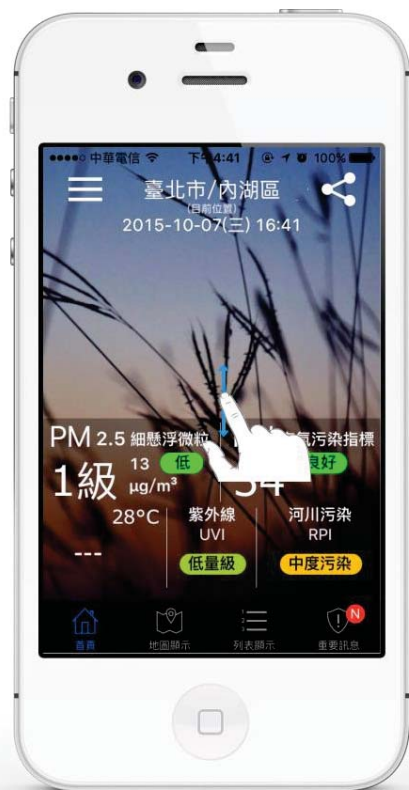 中華電信 下午4:41 100%
臺北市/內湖區
(目前位置)
2015-10-07(三) 16:41
PM 2.5 細懸浮微粒
氣污染指標
1級
13
μg/m³
低
54
良好
28°C
---
紫外線
UVI
低量級
河川污染
RPI
中度污染
首頁
地圖顯示
1
2
3
列表顯示
N
重要訊息